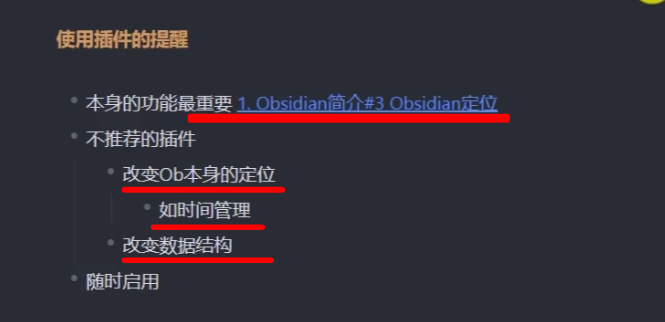 使用插件的提醒
本身的功能最重要 1. Obsidian简介#3 Obsidian定位
不推荐的插件
改变Ob本身的定位
如时间管理
改变数据结构
随时启用